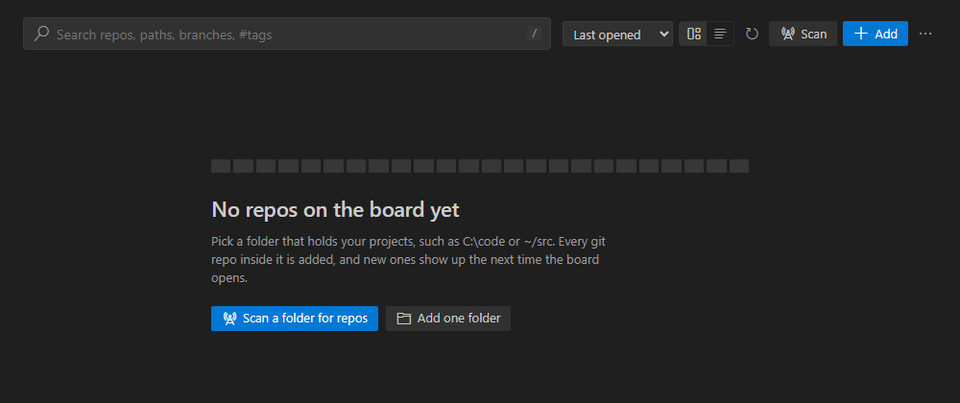 Search repos, paths, branches, #tags /
Last opened
Scan
Add
No repos on the board yet
Pick a folder that holds your projects, such as C:\code or ~/src. Every git
repo inside it is added, and new ones show up the next time the board
opens.
Scan a folder for repos
Add one folder